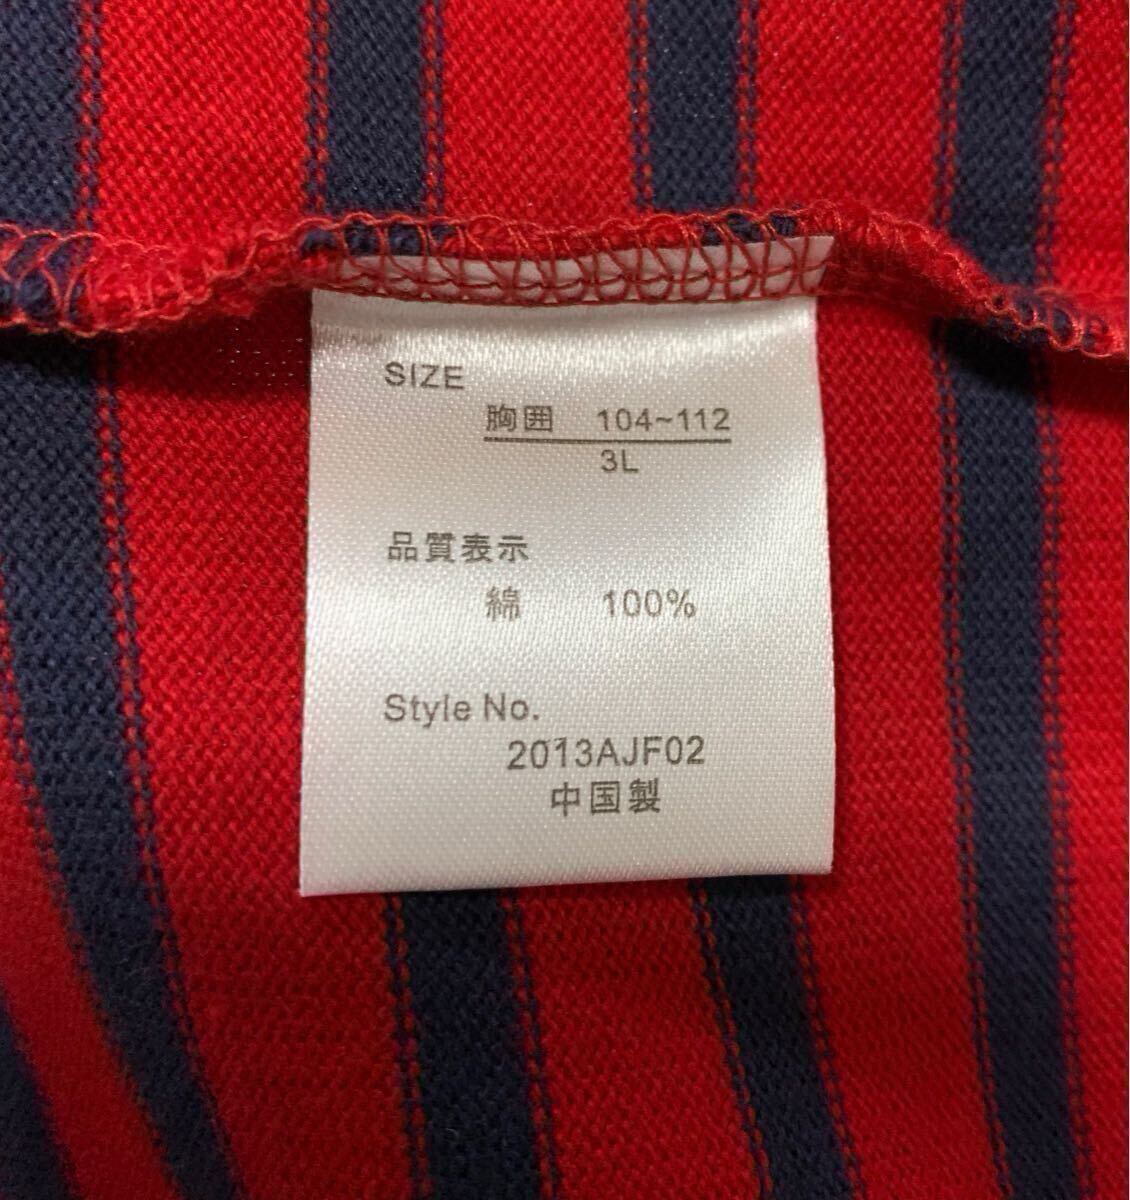 SIZE
胸囲 104~112
3L
品質表示
綿 100%
Style No.
2013AJF02
中国製